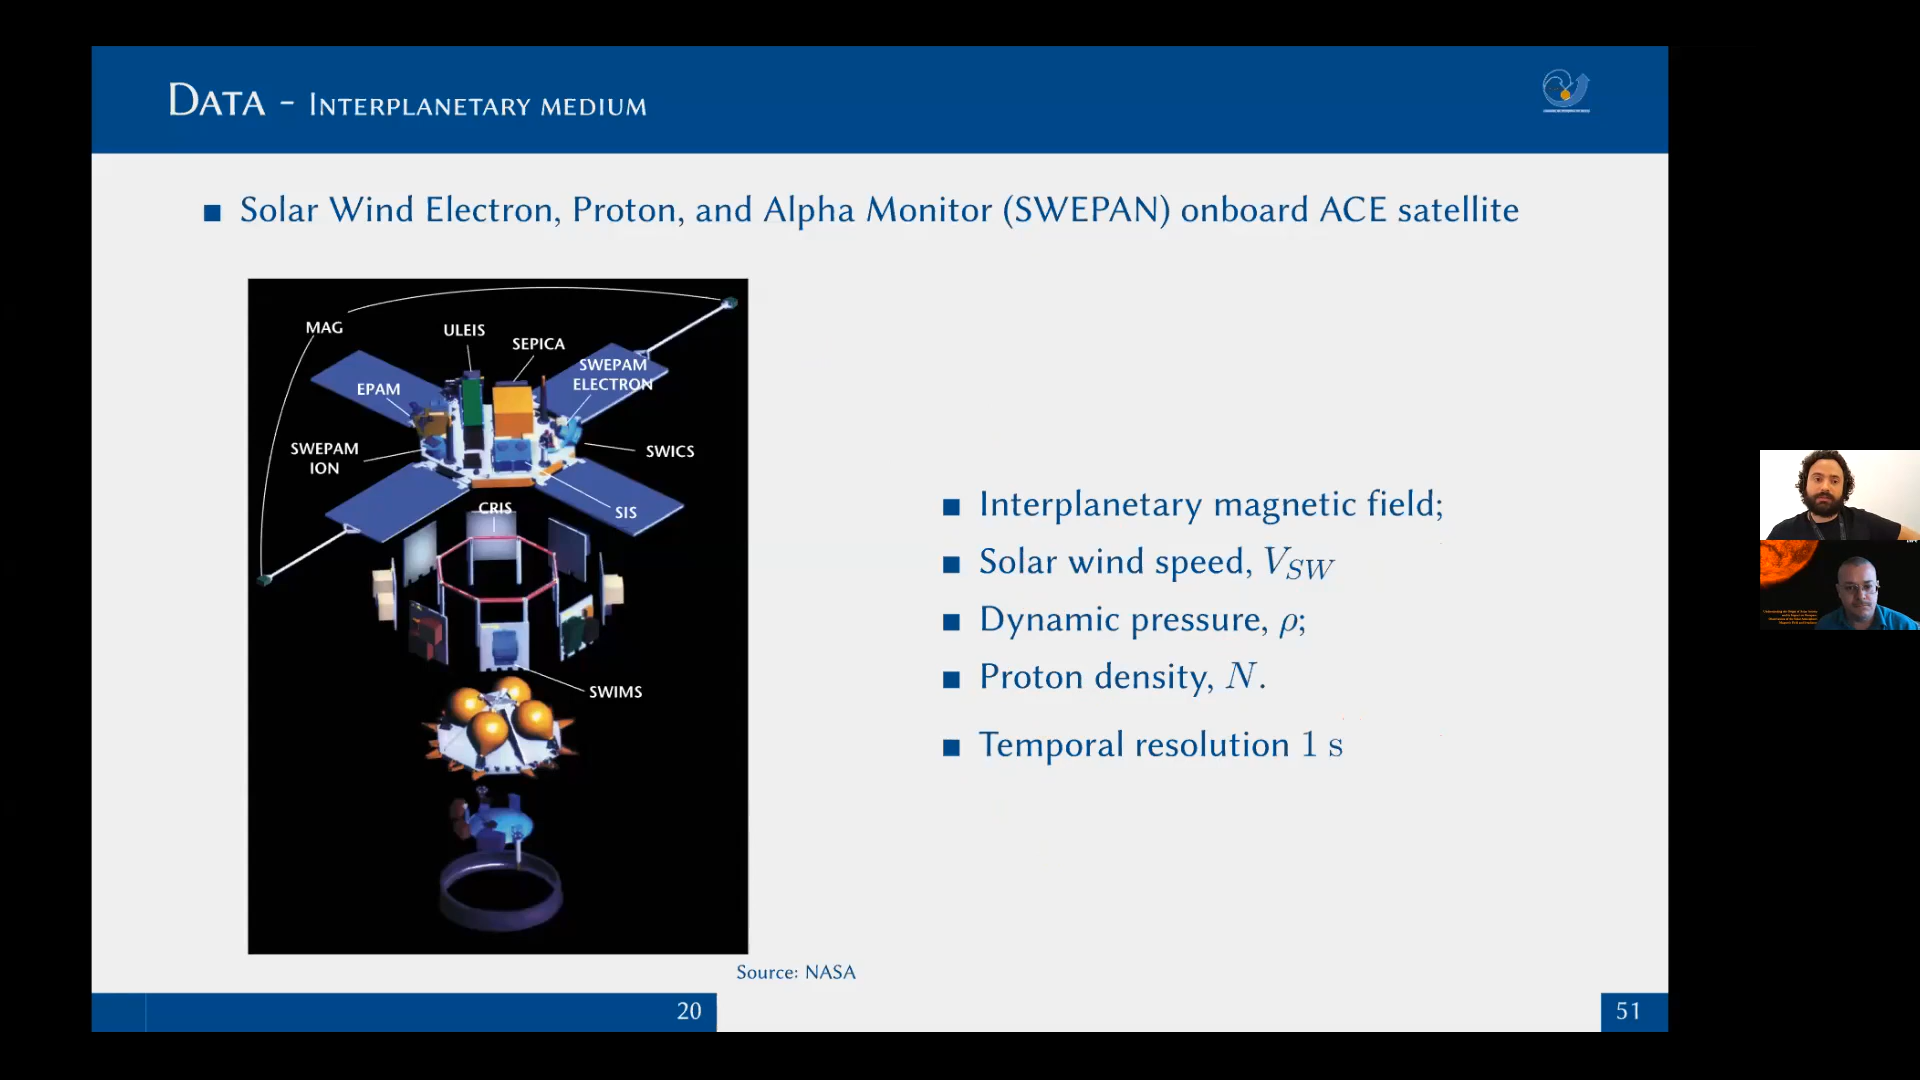 DATA - INTERPLANETARY MEDIUM
Solar Wind Electron, Proton, and Alpha Monitor (SWEPAN) onboard ACE satellite
MAG
ULEIS
SEPICA
SWEPAM
ELECTRON
EPAM
SWEPAM
ION
SWICS
CRIS
SIS
SWIMS
Interplanetary magnetic field;
Solar wind speed, V_SW
Dynamic pressure, ρ;
Proton density, N.
Temporal resolution 1 s
Source: NASA
20
51